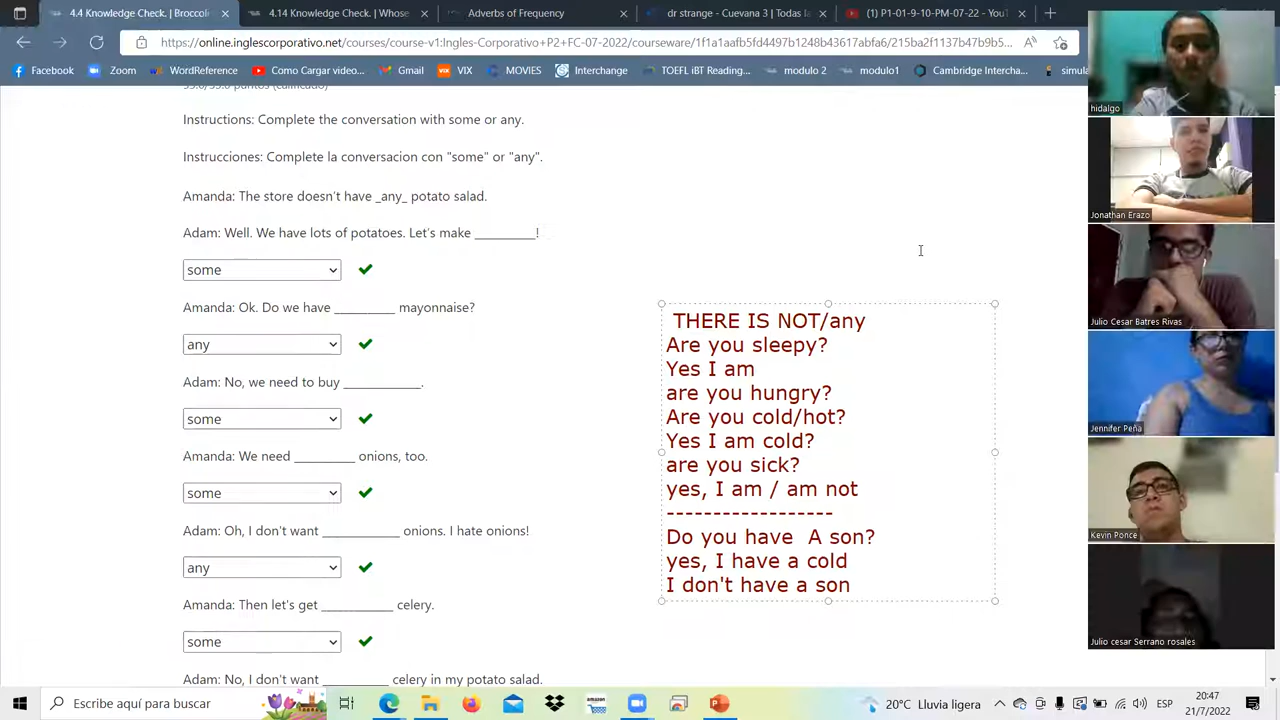 4.4 Knowledge Check. | Brocoli
4.14 Knowledge Check. | Whose
Adverbs of Frequency
dr strange - Cuevana 3 | Todas l
(1) P1-01-9-10-PM-07-22 - YouT
https://online.inglescorporativo.net/courses/course-v1:Ingles-Corporativo+P2+FC-07-2022/courseware/1f1a1aafb5fd4497b1248b43617abfa6/215ba2f1137b47b9b5...
Facebook
Zoom
WordReference
Como Cargar video...
Gmail
VIX
MOVIES
Interchange
TOEFL iBT Reading...
modulo 2
modulo1
Cambridge Intercha...
simula
Instructions: Complete the conversation with some or any.
Instrucciones: Complete la conversacion con "some" or "any".
Amanda: The store doesn't have _any_ potato salad.
Adam: Well. We have lots of potatoes. Let's make __________!
some
Amanda: Ok. Do we have __________ mayonnaise?
any
Adam: No, we need to buy _____________.
some
Amanda: We need __________ onions, too.
some
Adam: Oh, I don't want _____________ onions. I hate onions!
any
Amanda: Then let's get ____________ celery.
some
Adam: No, I don't want ___________ celery in my potato salad.
THERE IS NOT/any
Are you sleepy?
Yes I am
are you hungry?
Are you cold/hot?
Yes I am cold?
are you sick?
yes, I am / am not
------------------
Do you have  A son?
yes, I have a cold
I don't have a son
hidalgo
Jonathan Erazo
Julio Cesar Batres Rivas
Jennifer Peña
Kevin Ponce
Julio cesar Serrano rosales
Escribe aquí para buscar
amazon
20°C Lluvia ligera
ESP
20:47
21/7/2022